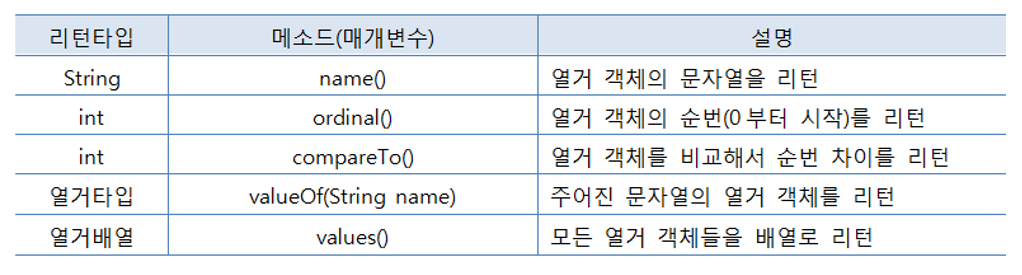 리턴타입 메소드(매개변수) 설명
String name() 열거 객체의 문자열을 리턴
int ordinal() 열거 객체의 순번(0부터 시작)를 리턴
int compareTo() 열거 객체를 비교해서 순번 차이를 리턴
열거타입 valueOf(String name) 주어진 문자열의 열거 객체를 리턴
열거배열 values() 모든 열거 객체들을 배열로 리턴